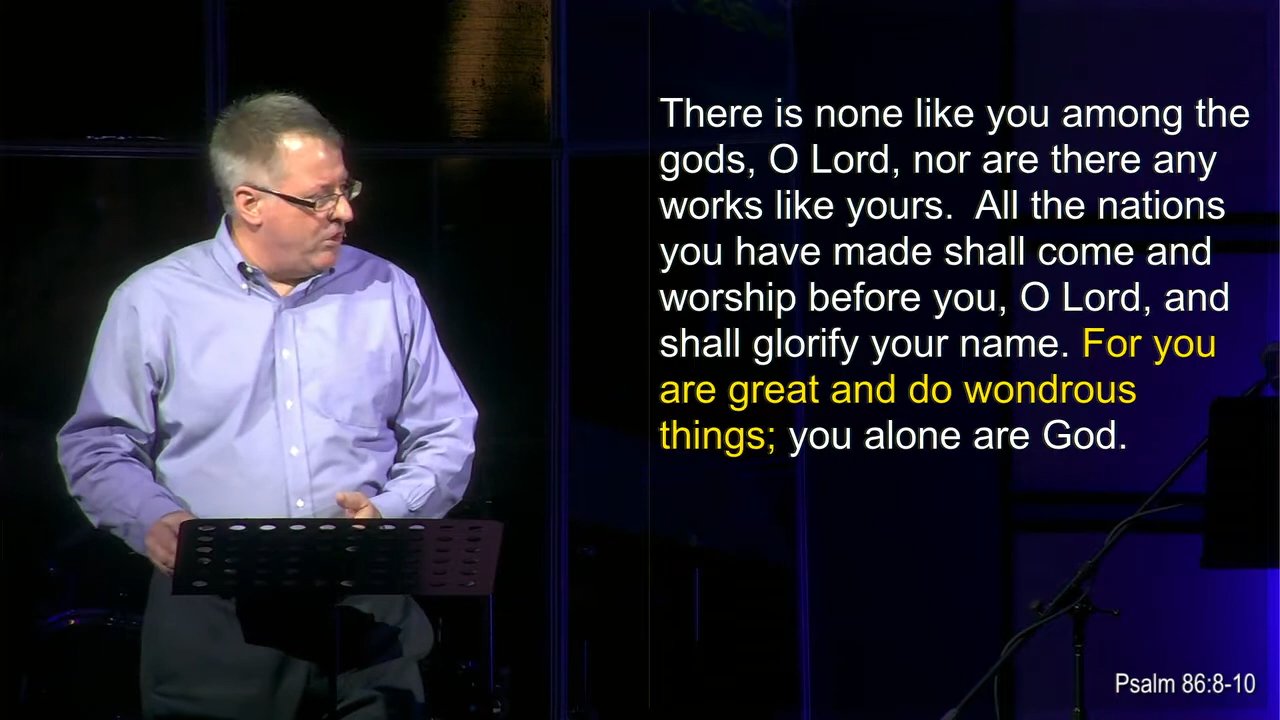 There is none like you among the
gods, O Lord, nor are there any
works like yours.  All the nations
you have made shall come and
worship before you, O Lord, and
shall glorify your name. For you
are great and do wondrous
things; you alone are God.
Psalm 86:8-10